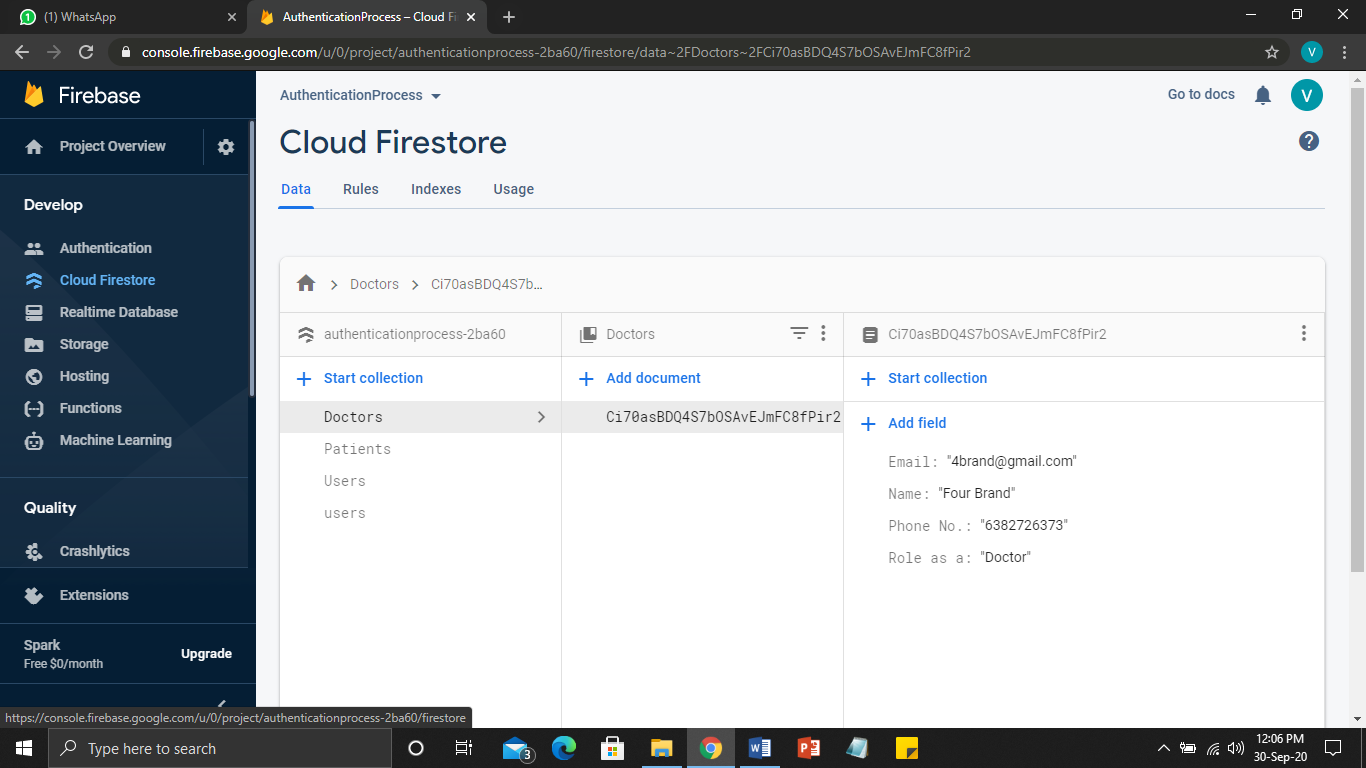 (1) WhatsApp
AuthenticationProcess – Cloud Fi
console.firebase.google.com/u/0/project/authenticationprocess-2ba60/firestore/data~2FDoctors~2FCi70asBDQ4S7bOSAvEJmFC8fPir2
V
Firebase
AuthenticationProcess
Go to docs
V
Project Overview
Cloud Firestore
Data Rules Indexes Usage
Develop
Authentication
Cloud Firestore
Realtime Database
Storage
Hosting
Functions
Machine Learning
Quality
Crashlytics
Extensions
Spark
Free $0/month
Upgrade
Doctors
Ci70asBDQ4S7b...
authenticationprocess-2ba60
Doctors
Ci70asBDQ4S7bOSAvEJmFC8fPir2
Start collection
Add document
Start collection
Doctors
Patients
Users
users
Ci70asBDQ4S7bOSAvEJmFC8fPir2
Add field
Email: "4brand@gmail.com"
Name: "Four Brand"
Phone No.: "6382726373"
Role as a: "Doctor"
https://console.firebase.google.com/u/0/project/authenticationprocess-2ba60/firestore
Type here to search
3
12:06 PM
30-Sep-20